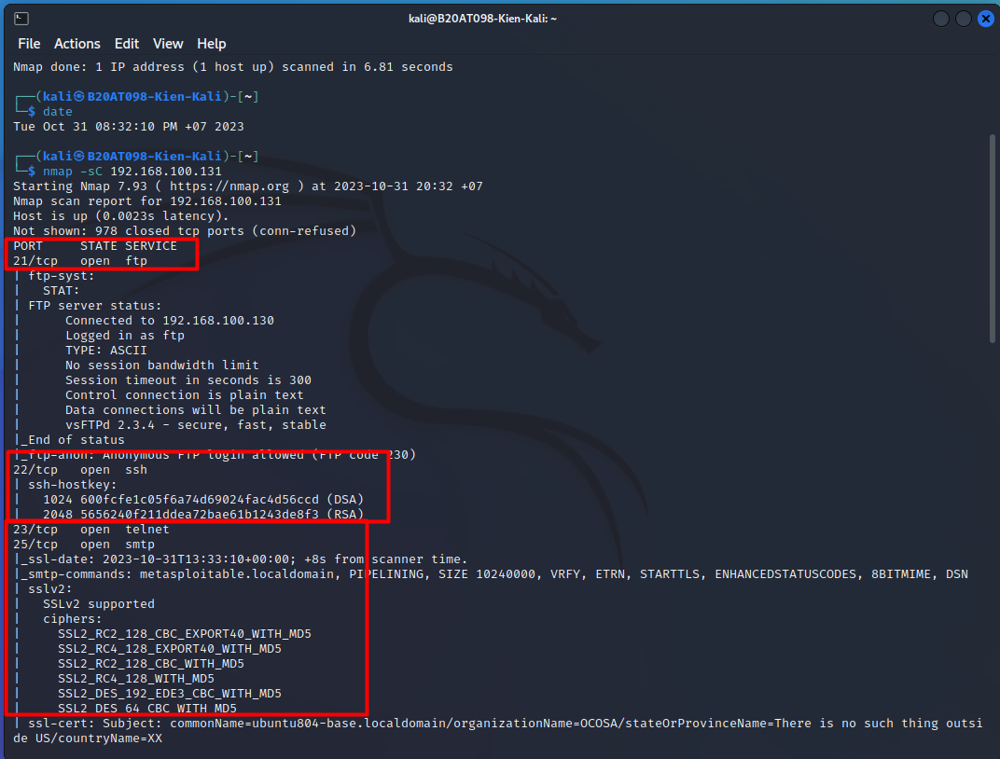 kali@B20AT098-Kien-Kali: ~
File Actions Edit View Help
Nmap done: 1 IP address (1 host up) scanned in 6.81 seconds
┌──(kali㉿B20AT098-Kien-Kali)-[~]
└─$ date
Tue Oct 31 08:32:10 PM +07 2023
┌──(kali㉿B20AT098-Kien-Kali)-[~]
└─$ nmap -sC 192.168.100.131
Starting Nmap 7.93 ( https://nmap.org ) at 2023-10-31 20:32 +07
Nmap scan report for 192.168.100.131
Host is up (0.0023s latency).
Not shown: 978 closed tcp ports (conn-refused)
PORT     STATE SERVICE
21/tcp   open  ftp
| ftp-syst:
|   STAT:
| FTP server status:
|      Connected to 192.168.100.130
|      Logged in as ftp
|      TYPE: ASCII
|      No session bandwidth limit
|      Session timeout in seconds is 300
|      Control connection is plain text
|      Data connections will be plain text
|      vsFTPd 2.3.4 - secure, fast, stable
|_End of status
|_ftp-anon: Anonymous FTP login allowed (FTP code 230)
22/tcp   open  ssh
| ssh-hostkey:
|   1024 600fcfe1c05f6a74d69024fac4d56ccd (DSA)
|   2048 5656240f211ddea72bae61b1243de8f3 (RSA)
23/tcp   open  telnet
25/tcp   open  smtp
|_ssl-date: 2023-10-31T13:33:10+00:00; +8s from scanner time.
|_smtp-commands: metasploitable.localdomain, PIPELINING, SIZE 10240000, VRFY, ETRN, STARTTLS, ENHANCEDSTATUSCODES, 8BITMIME, DSN
| sslv2:
|   SSLv2 supported
|   ciphers:
|     SSL2_RC2_128_CBC_EXPORT40_WITH_MD5
|     SSL2_RC4_128_EXPORT40_WITH_MD5
|     SSL2_RC2_128_CBC_WITH_MD5
|     SSL2_RC4_128_WITH_MD5
|     SSL2_DES_192_EDE3_CBC_WITH_MD5
|     SSL2_DES_64_CBC_WITH_MD5
| ssl-cert: Subject: commonName=ubuntu804-base.localdomain/organizationName=OCOSA/stateOrProvinceName=There is no such thing outsi
de US/countryName=XX